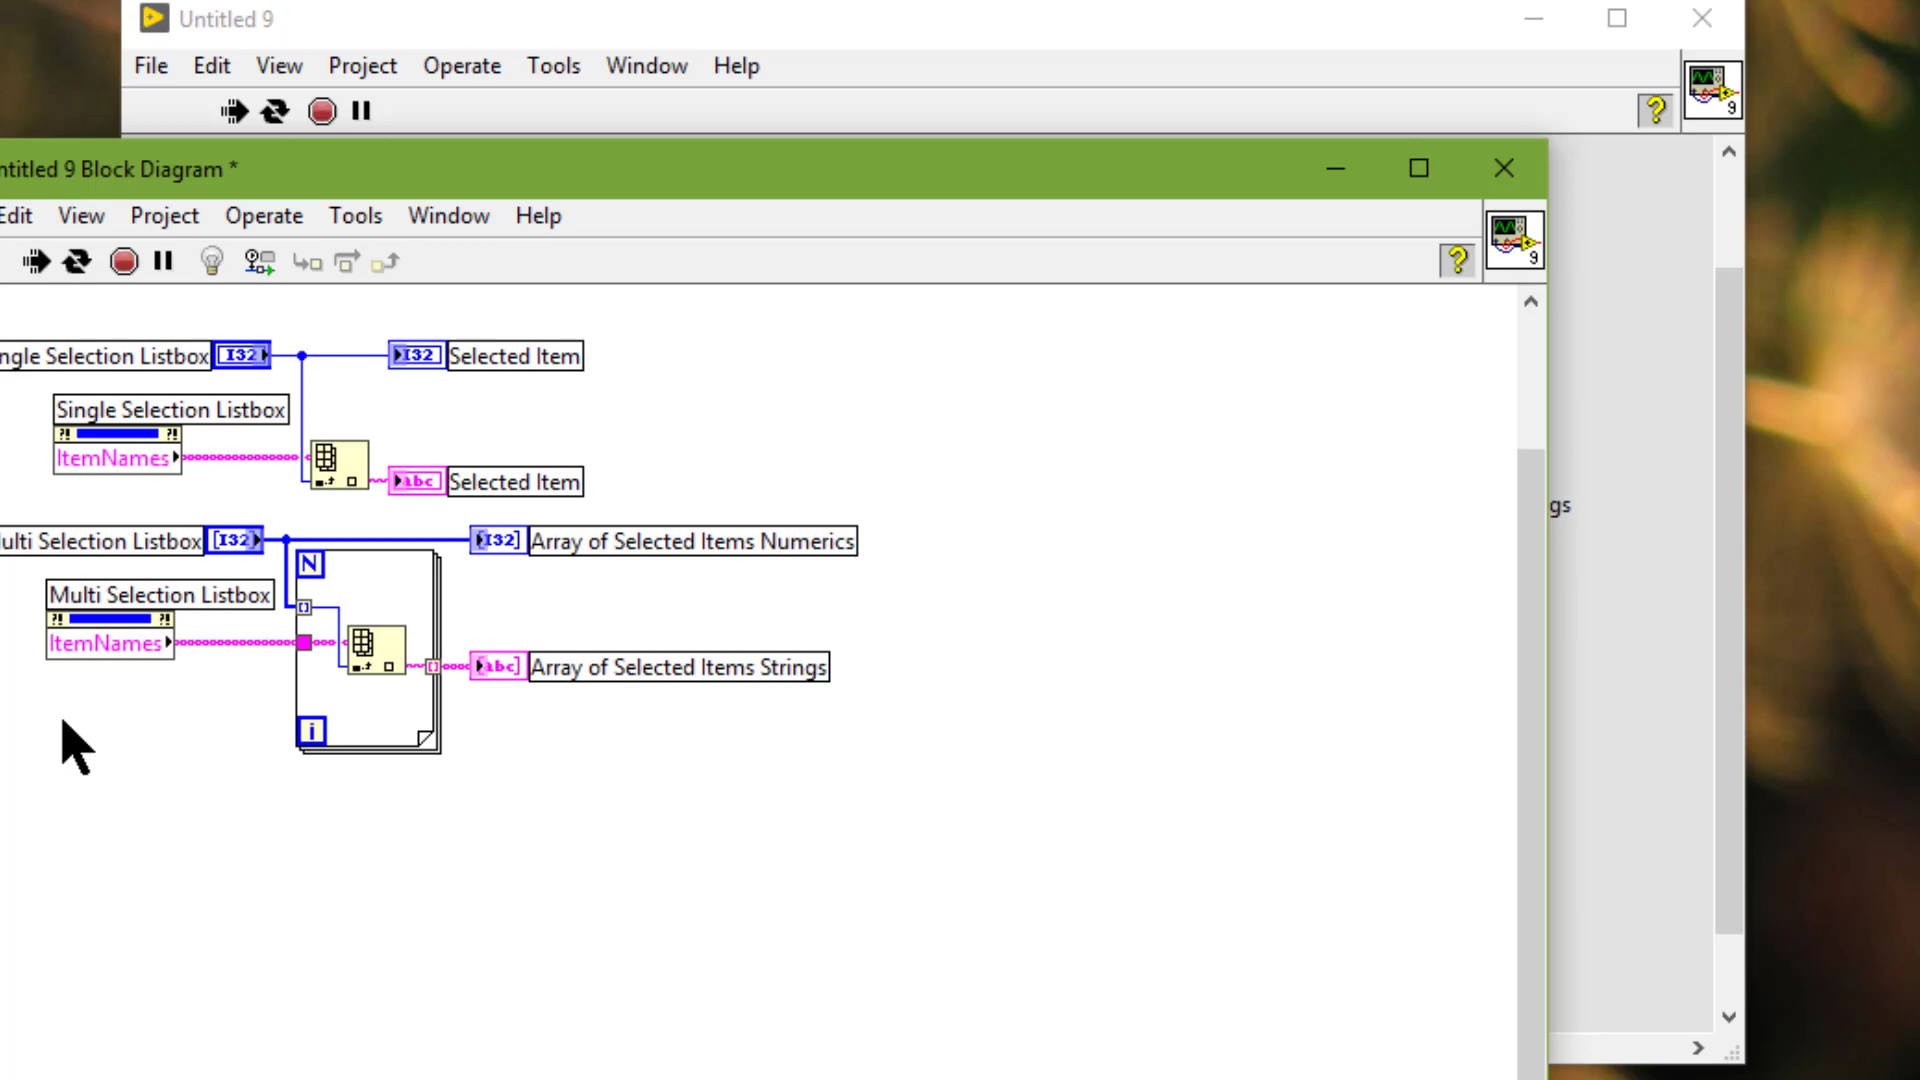 Untitled 9
File Edit View Project Operate Tools Window Help
9
ntitled 9 Block Diagram *
Edit View Project Operate Tools Window Help
9
ngle Selection Listbox I32 I32 Selected Item
Single Selection Listbox
?! ?!
ItemNames
abc Selected Item
ulti Selection Listbox [I32] [I32] Array of Selected Items Numerics
N
Multi Selection Listbox
?! ?!
ItemNames
[abc] Array of Selected Items Strings
i
gs